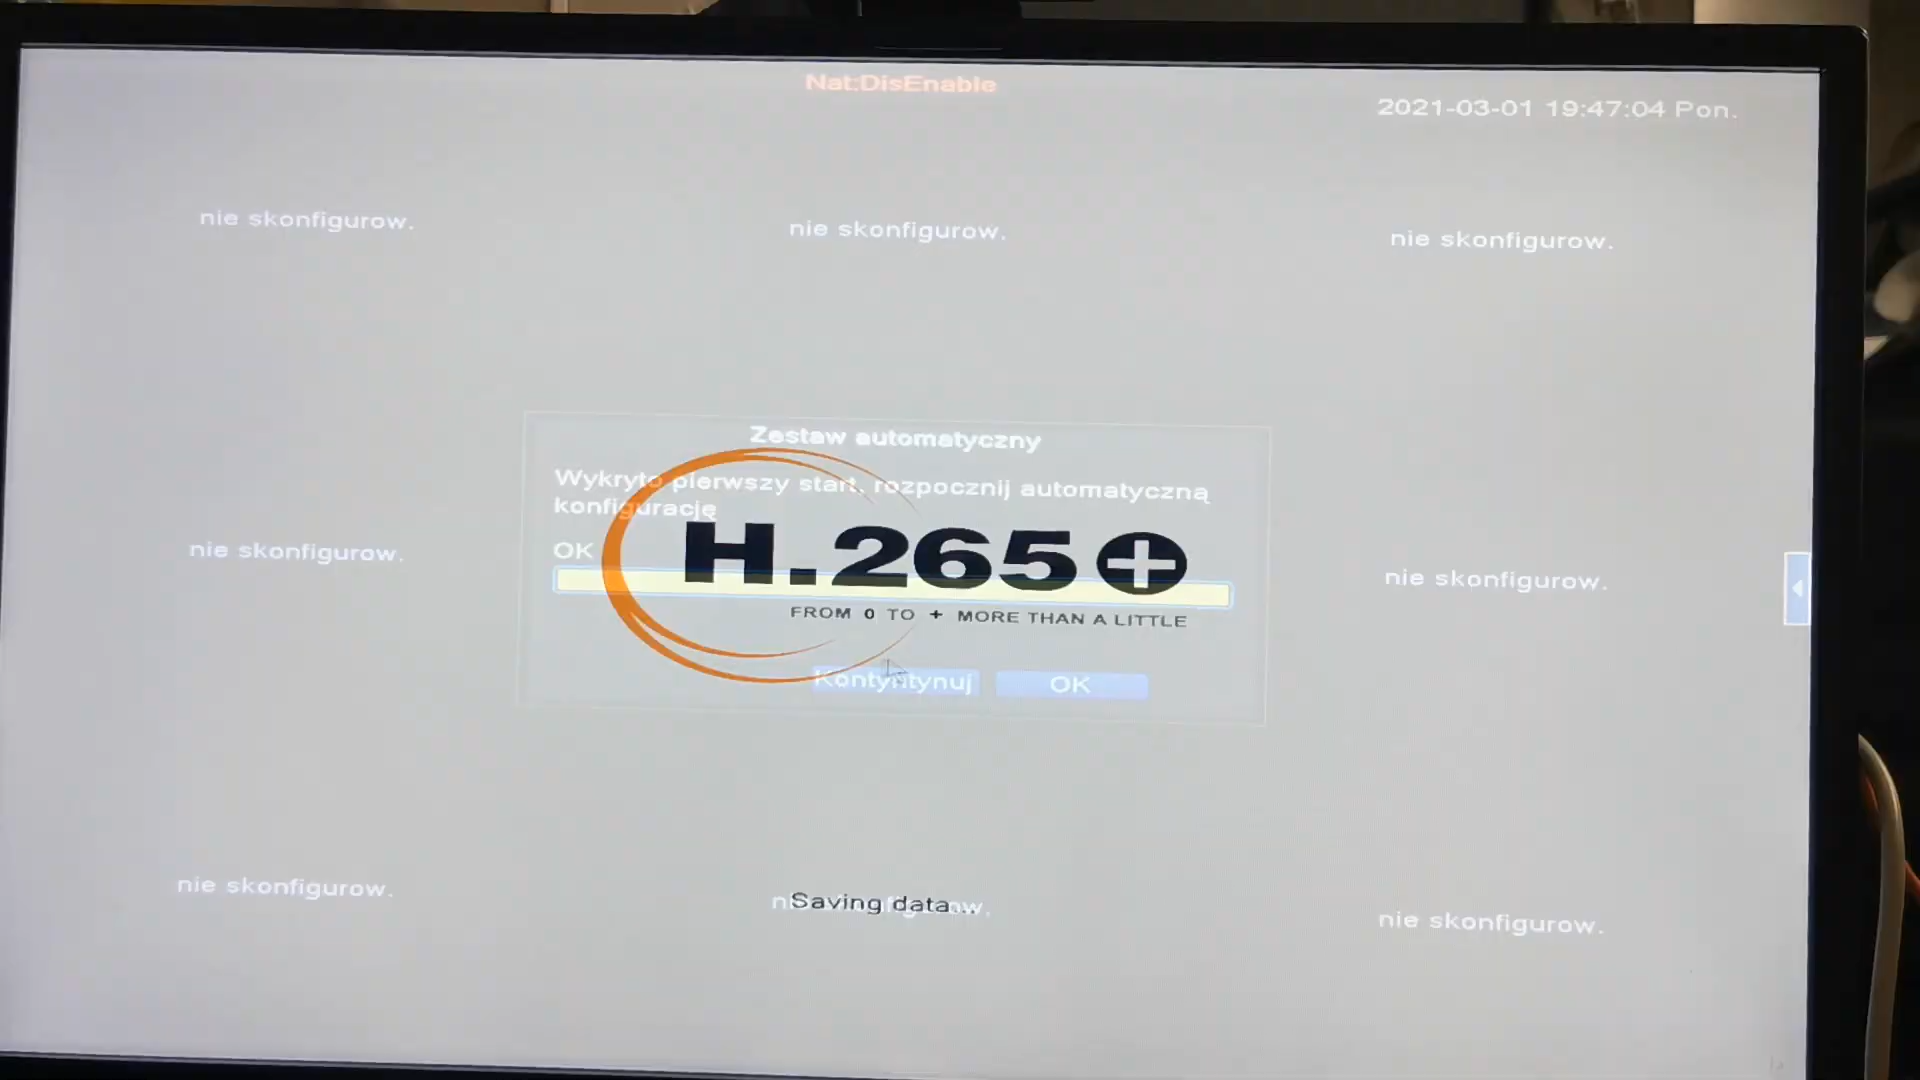 Nat:DisEnable
2021-03-01 19:47:04 Pon.
nie skonfigurow.
nie skonfigurow.
nie skonfigurow.
Zestaw automatyczny
Wykryto pierwszy start, rozpocznij automatyczną
konfigurację
OK
H.265+
FROM 0 TO + MORE THAN A LITTLE
nie skonfigurow.
nie skonfigurow.
OK
nie skonfigurow.
Saving data...
nie skonfigurow.